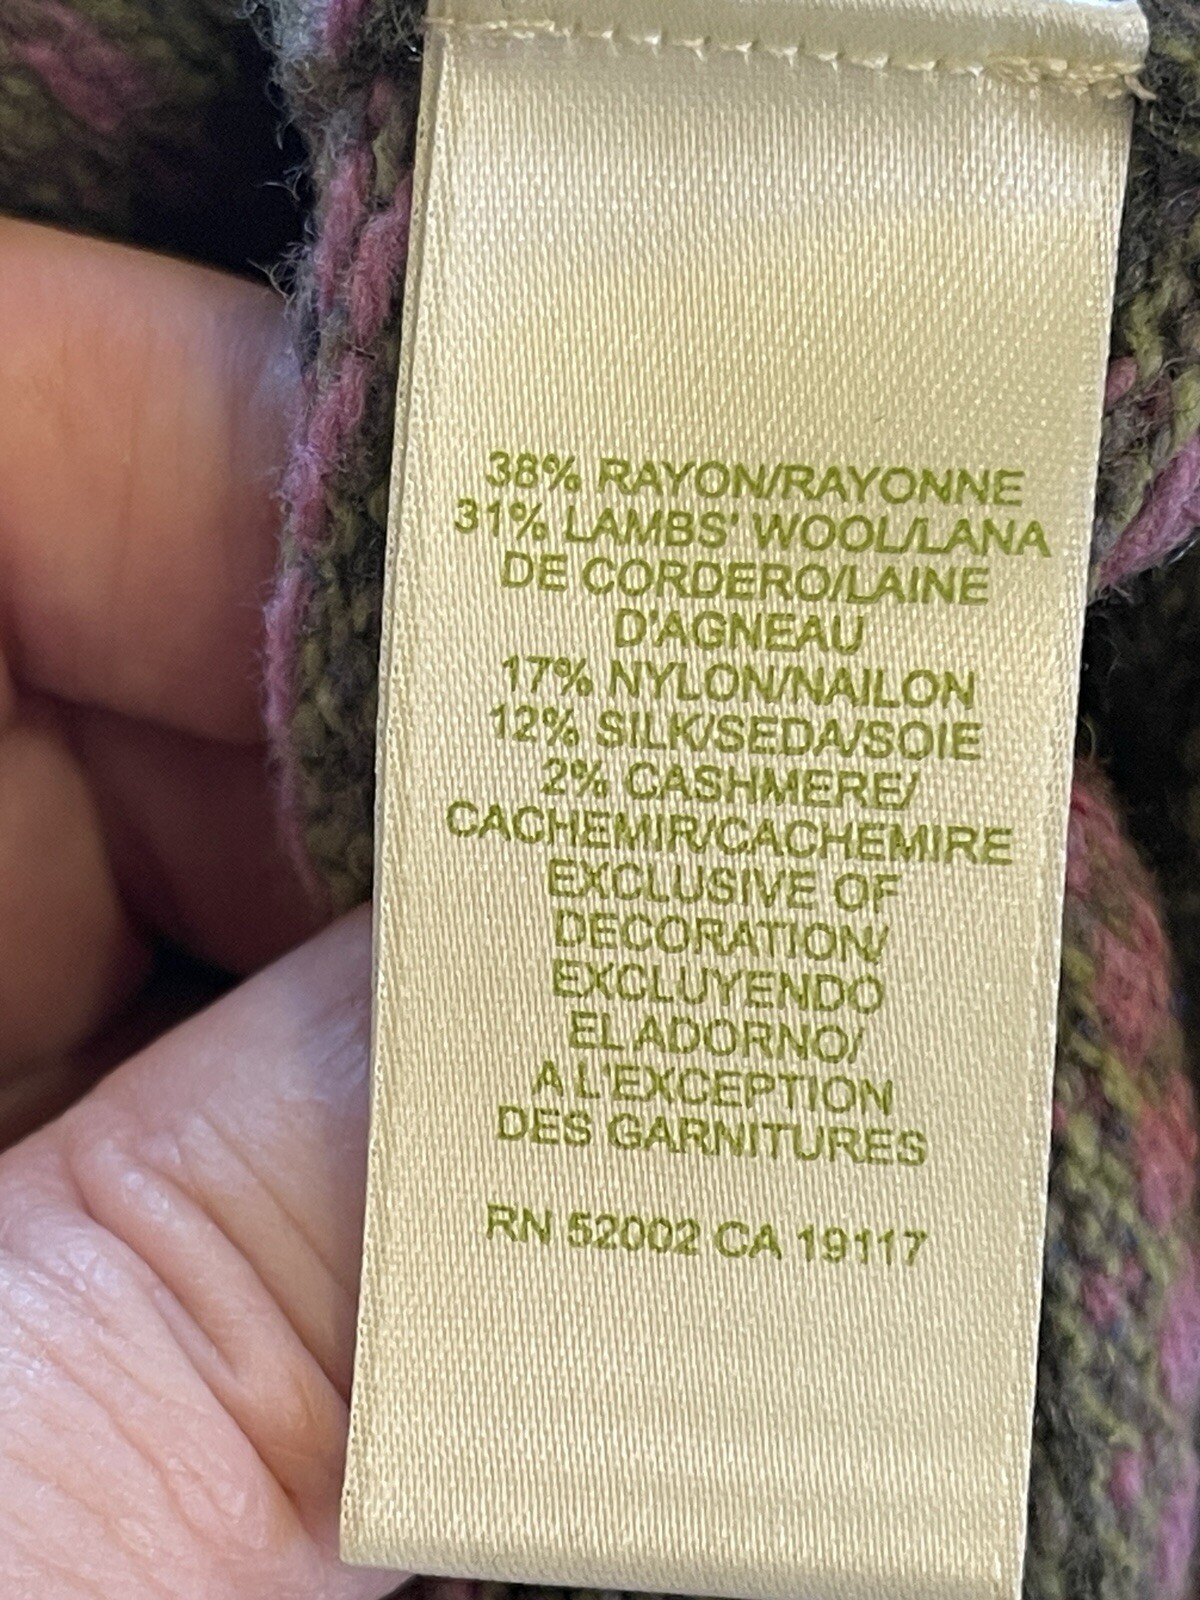 38% RAYON/RAYONNE
31% LAMBS' WOOL/LANA
DE CORDERO/LAINE
D'AGNEAU
17% NYLON/NAILON
12% SILK/SEDA/SOIE
2% CASHMERE/
CACHEMIR/CACHEMIRE
EXCLUSIVE OF
DECORATION/
EXCLUYENDO
EL ADORNO/
A L'EXCEPTION
DES GARNITURES
RN 52002 CA 19117